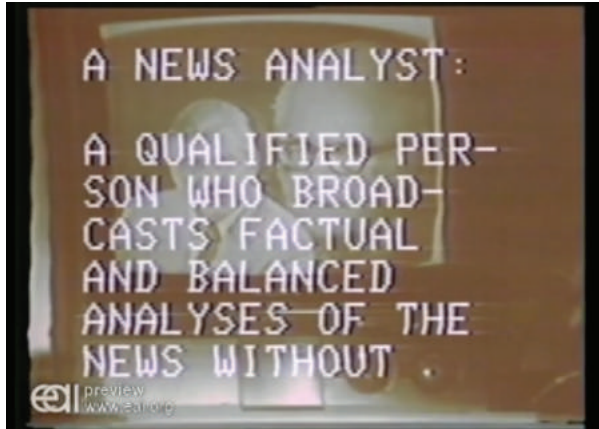 A NEWS ANALYST:
A QUALIFIED PER-
SON WHO BROAD-
CASTS FACTUAL
AND BALANCED
ANALYSES OF THE
NEWS WITHOUT .
eai preview
www.eai.org